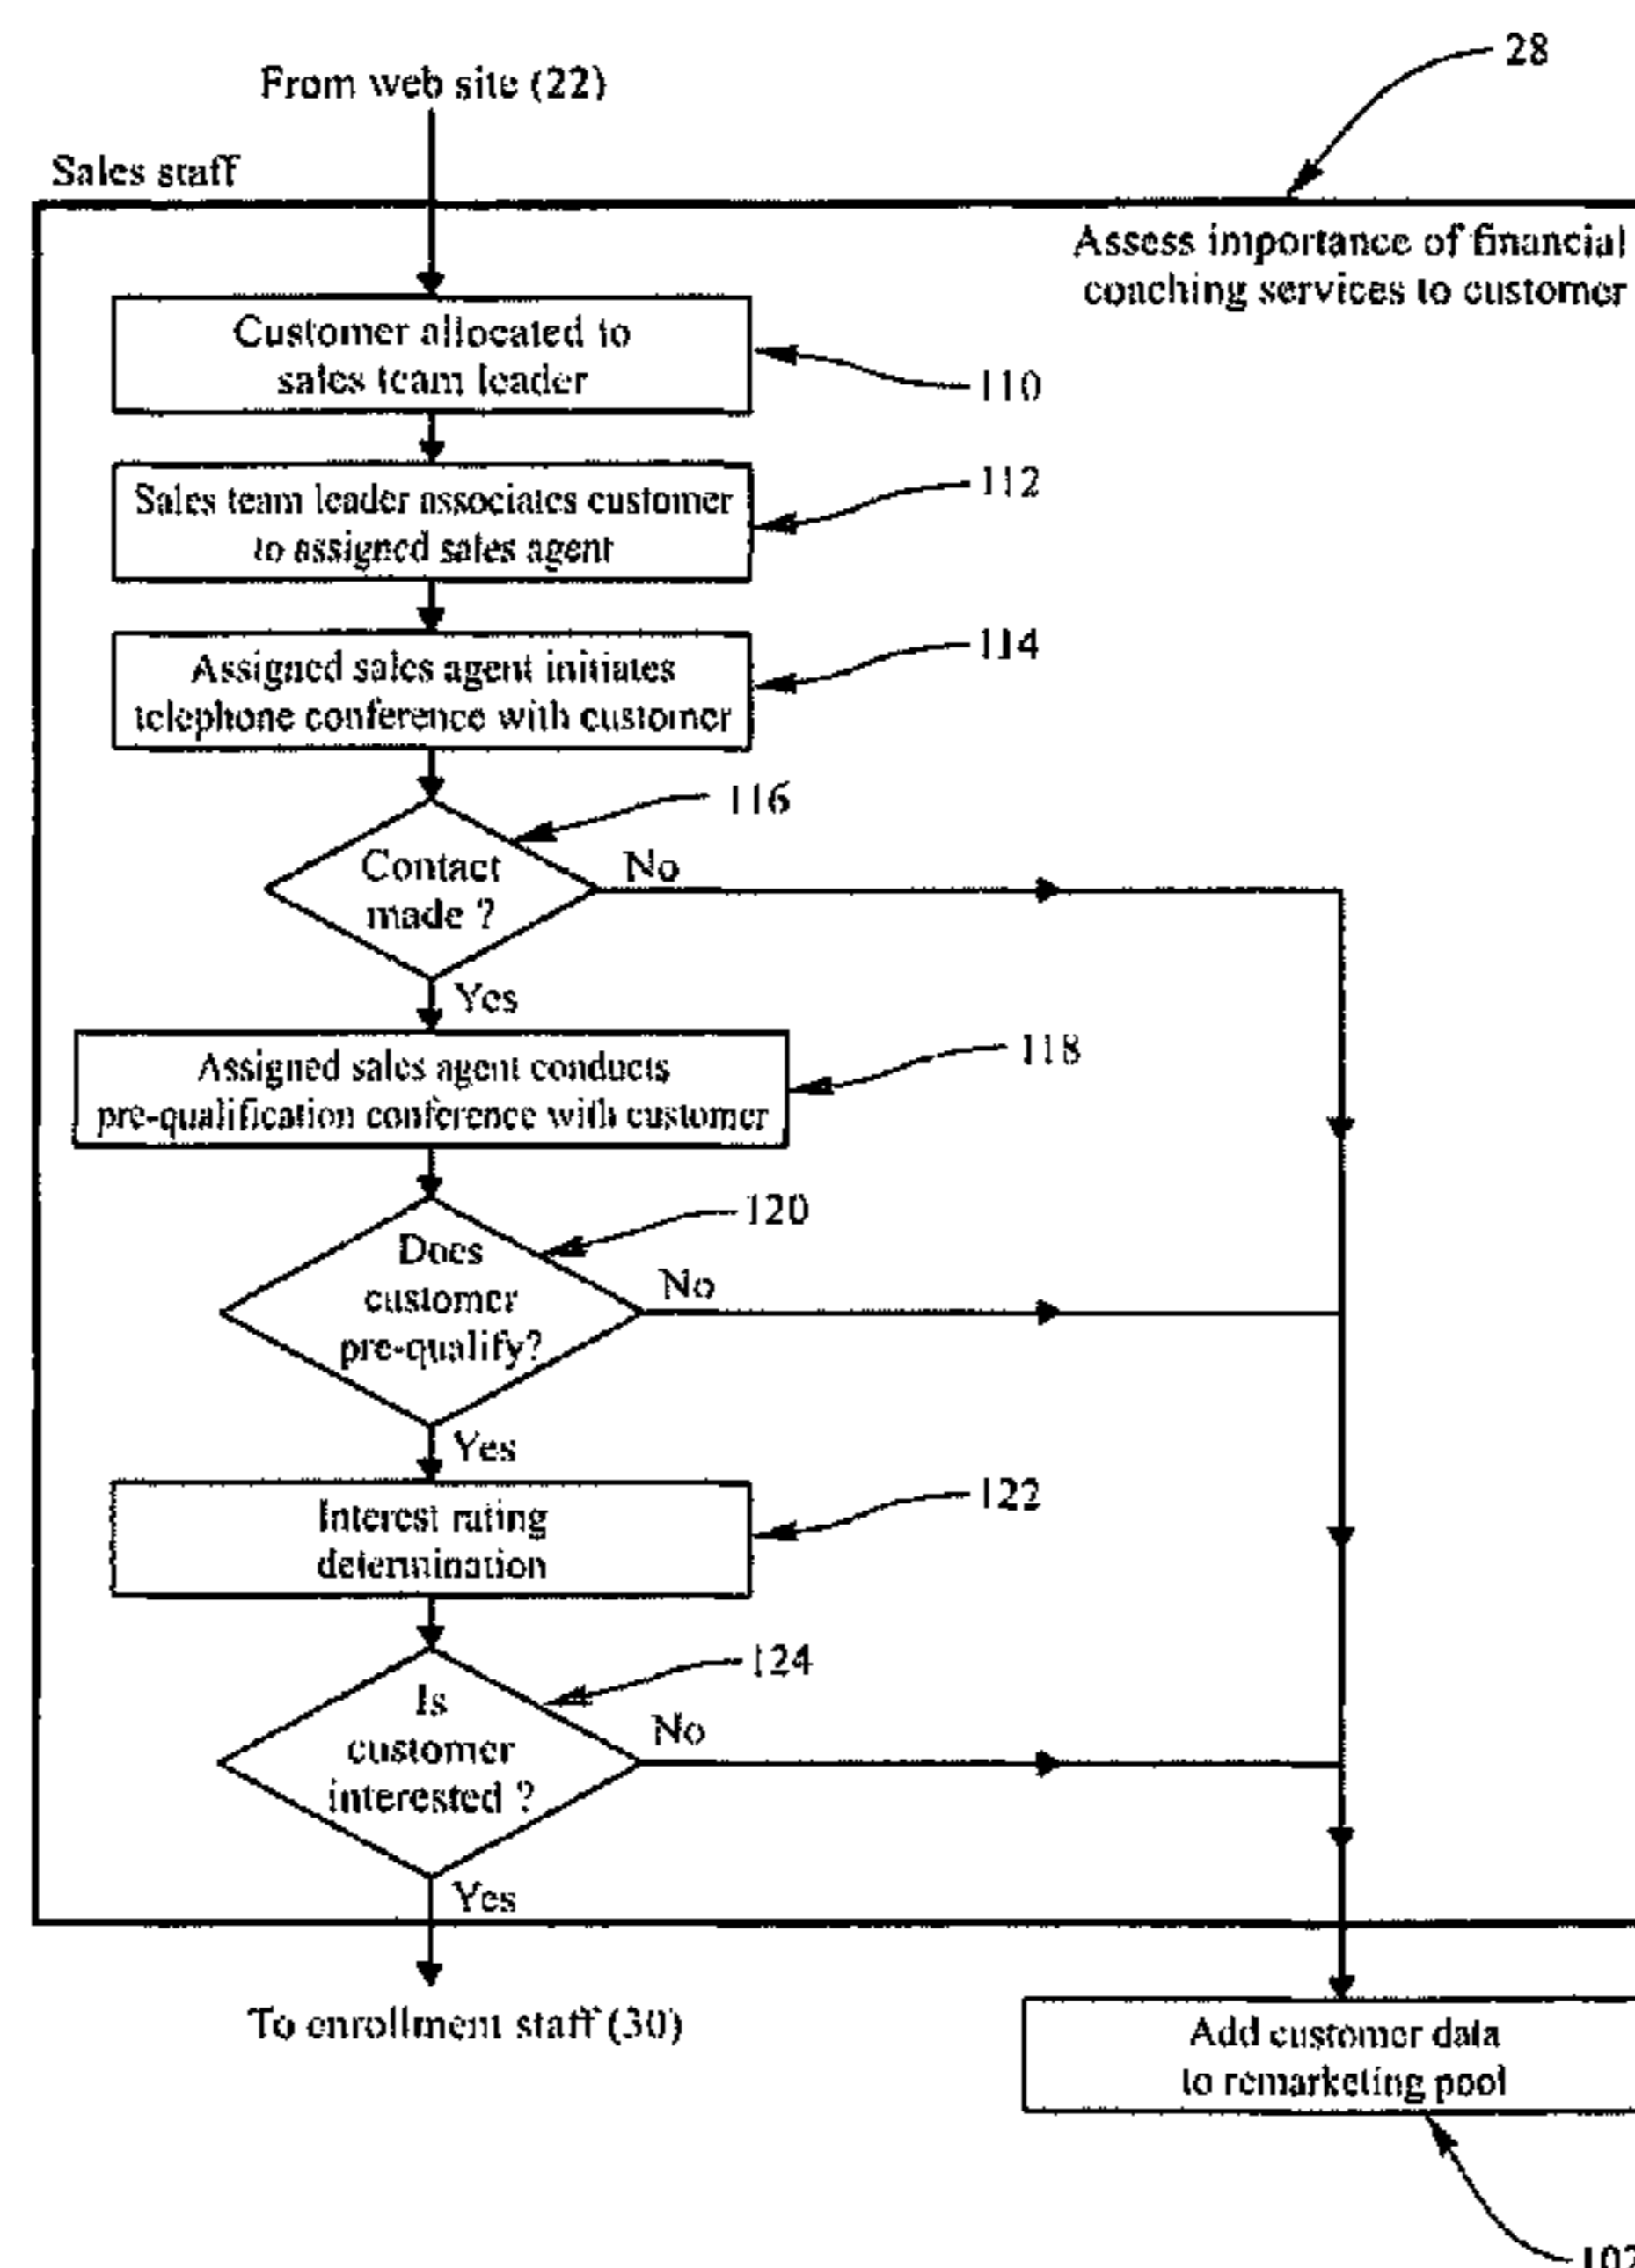 28
From web site (22)
Sales staff
Assess importance of financial
coaching services to customer
Customer allocated to
sales team leader
110
Sales team leader associates customer
to assigned sales agent
112
Assigned sales agent initiates
telephone conference with customer
114
116
Contact
made ?
No
Yes
Assigned sales agent conducts
pre-qualification conference with customer
118
120
Does
customer
pre-qualify?
No
Yes
Interest rating
determination
122
124
Is
customer
interested ?
No
Yes
To enrollment staff (30)
Add customer data
to remarketing pool
102